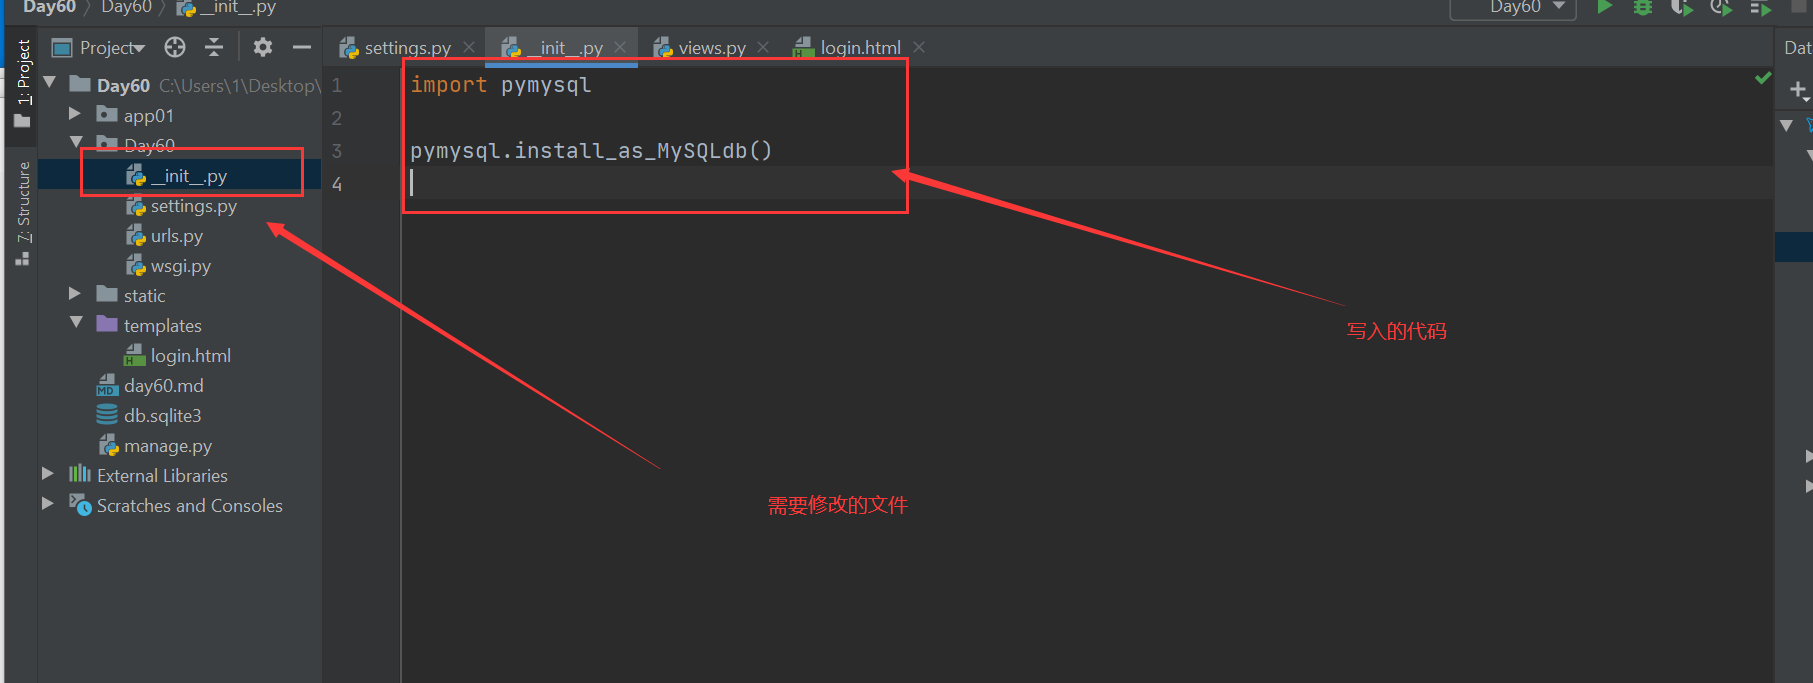 Day60 Day60 __init__.py
Day60
1: Project
7: Structure
Project
settings.py
__init__.py
views.py
login.html
Dat
Day60 C:\Users\1\Desktop\
app01
Day60
__init__.py
settings.py
urls.py
wsgi.py
static
templates
login.html
day60.md
db.sqlite3
manage.py
External Libraries
Scratches and Consoles
1 import pymysql
2
3 pymysql.install_as_MySQLdb()
4
写入的代码
需要修改的文件